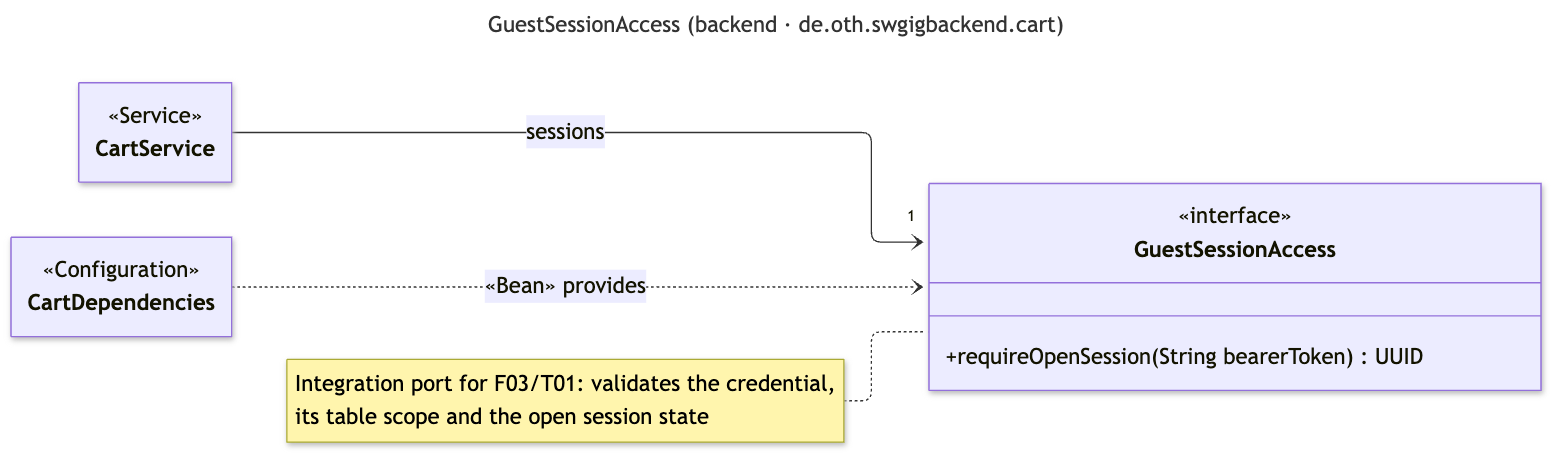 GuestSessionAccess (backend · de.oth.swgigbackend.cart)
«Service»
CartService
sessions
1
«interface»
GuestSessionAccess
+requireOpenSession(String bearerToken) : UUID
«Configuration»
CartDependencies
«Bean» provides
Integration port for F03/T01: validates the credential,
its table scope and the open session state